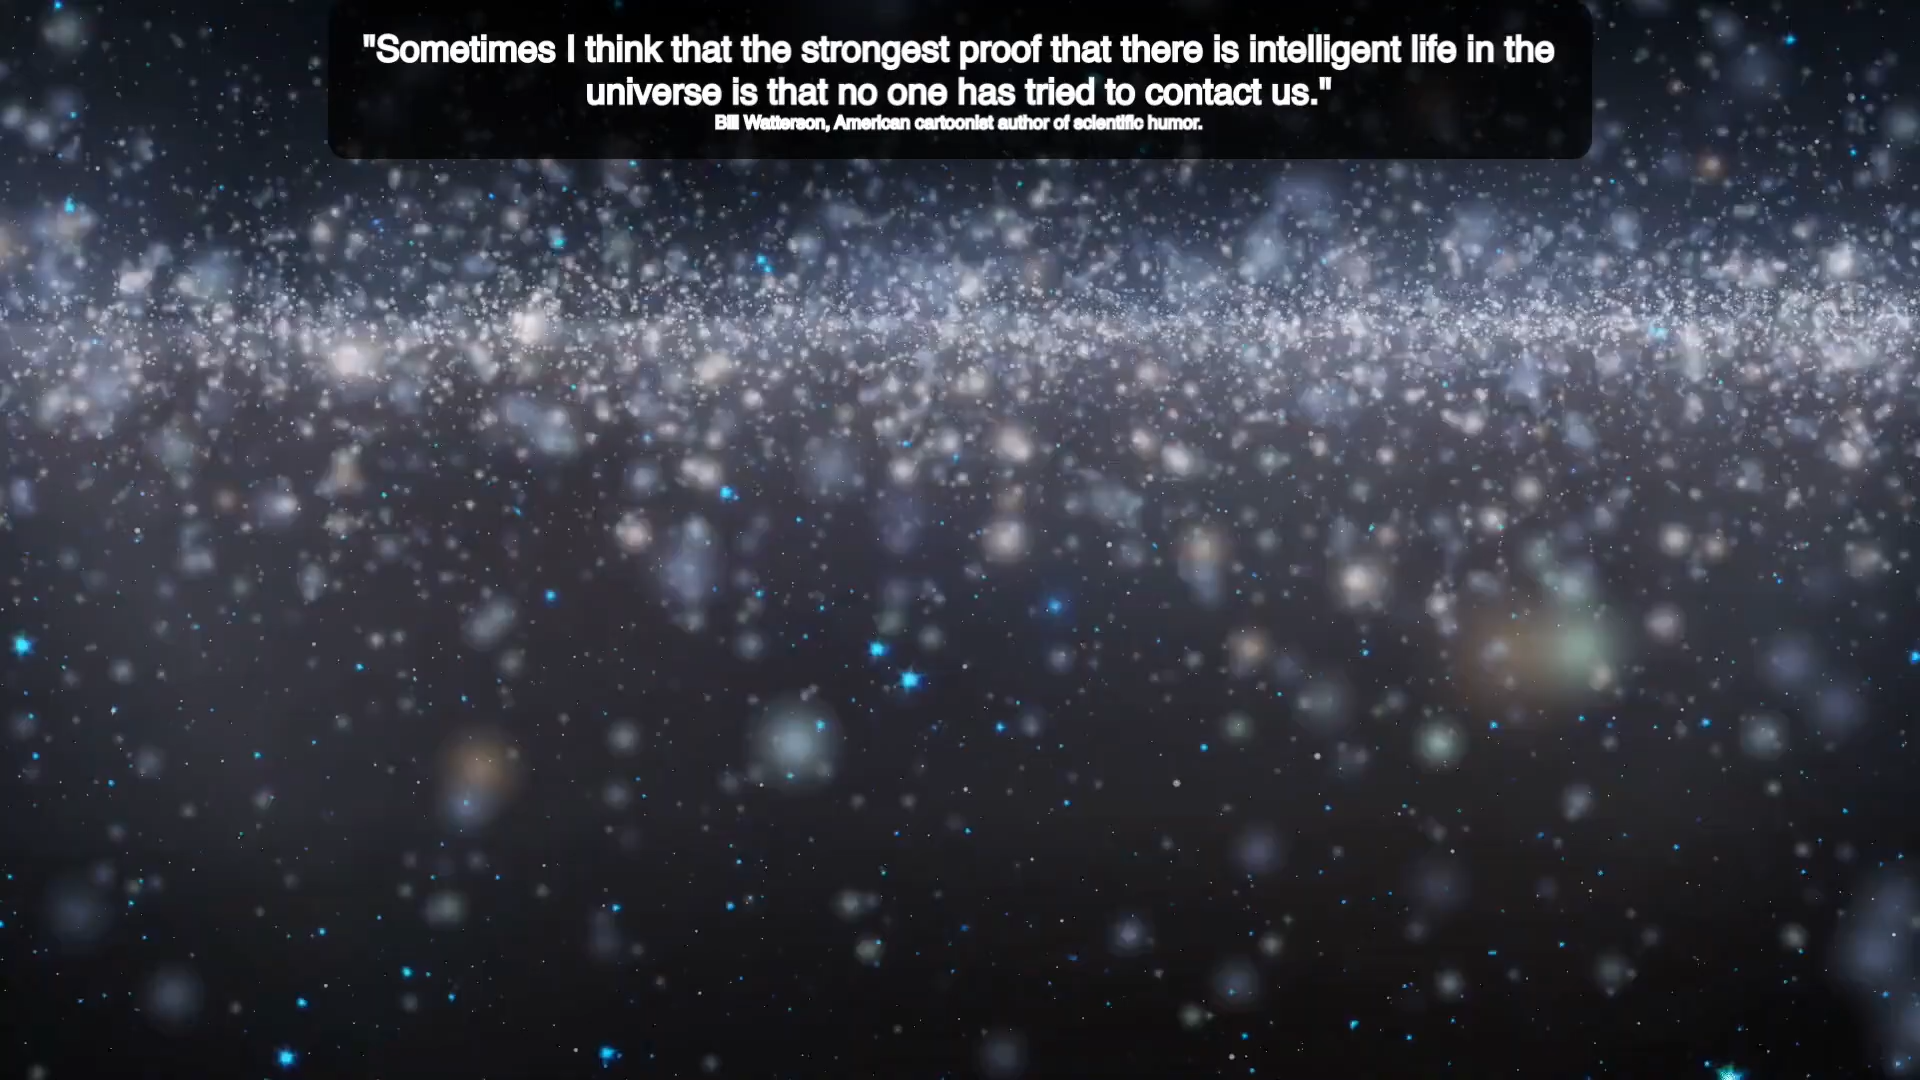 "Sometimes I think that the strongest proof that there is intelligent life in the
universe is that no one has tried to contact us."
Bill Watterson, American cartoonist author of scientific humor.